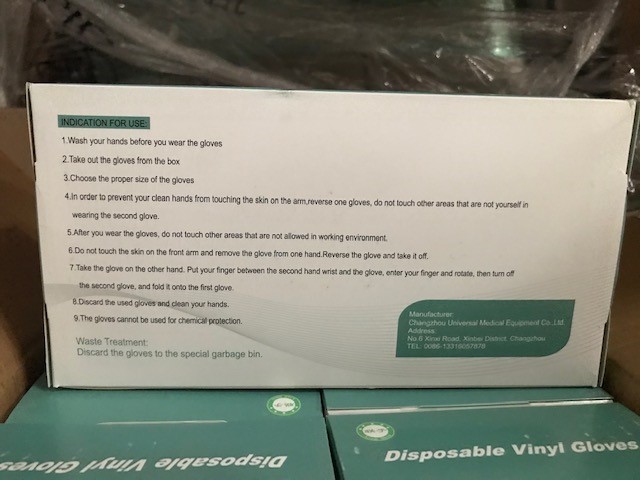 INDICATION FOR USE:
1.Wash your hands before you wear the gloves
2.Take out the gloves from the box
3.Choose the proper size of the gloves
4.In order to prevent your clean hands from touching the skin on the arm,reverse one gloves, do not touch other areas that are not yourself in
wearing the second glove.
5.After you wear the gloves, do not touch other areas that are not allowed in working environment.
6.Do not touch the skin on the front arm and remove the glove from one hand.Reverse the glove and take it off.
7.Take the glove on the other hand. Put your finger between the second hand wrist and the glove, enter your finger and rotate, then turn off
the second glove, and fold it onto the first glove.
8.Discard the used gloves and clean your hands.
9.The gloves cannot be used for chemical protection.
Waste Treatment:
Discard the gloves to the special garbage bin.
Manufacturer:
Changzhou Universal Medical Equipment Co.,Ltd.
Address:
No.6 Xinei Road, Xinbei District, Changzhou
TEL:
Disposable Vinyl Gloves
Disposable Vinyl Gloves